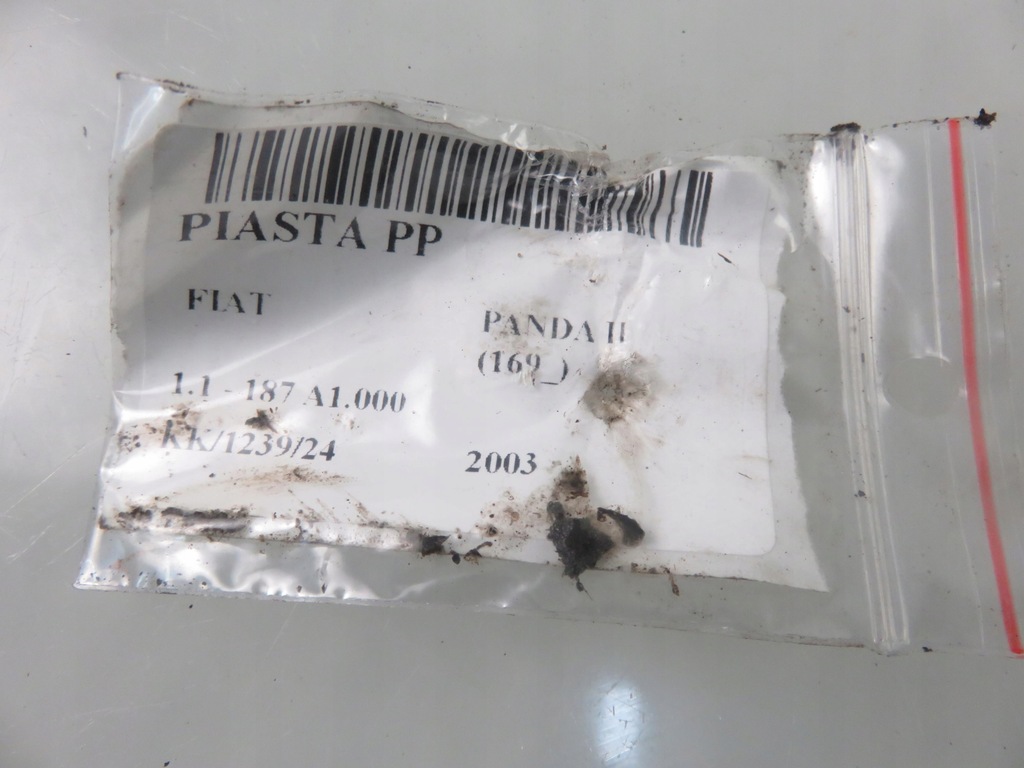 PIASTA PP
FIAT
PANDA II
(169_)
1.1 - 187 A1.000
KK/1239/24
2003